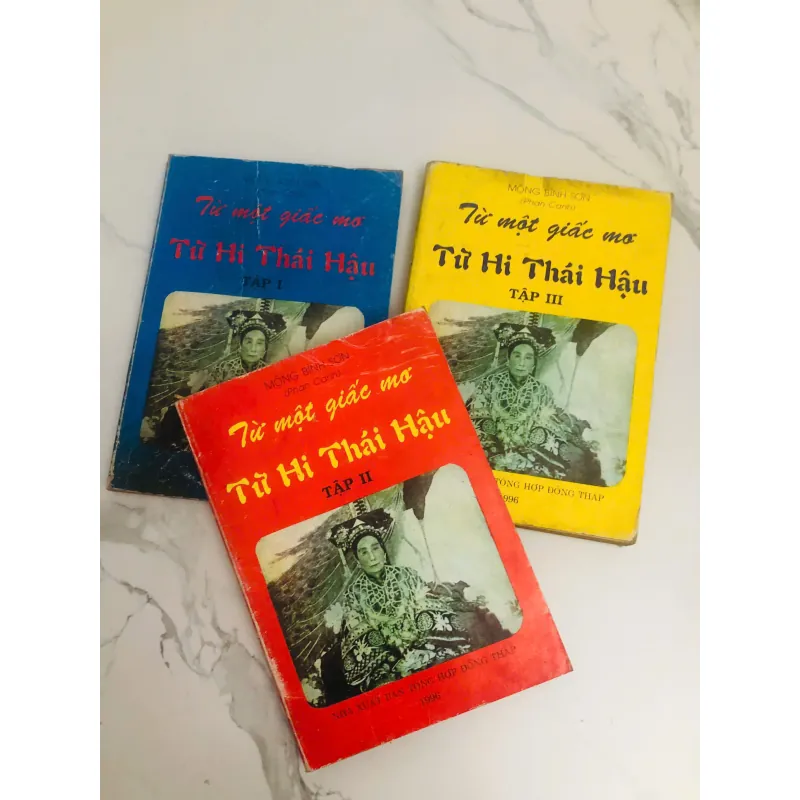 Từ một giấc mơ
Từ Hi Thái Hậu
TẬP I
MỘNG BÌNH SƠN
(Phan Canh)
Từ một giấc mơ
Từ Hi Thái Hậu
TẬP III
TỔNG HỢP ĐỒNG THÁP
1996
MỘNG BÌNH SƠN
(Phan Canh)
Từ một giấc mơ
Từ Hi Thái Hậu
TẬP II
NHÀ XUẤT BẢN TỔNG HỢP ĐỒNG THÁP
1996